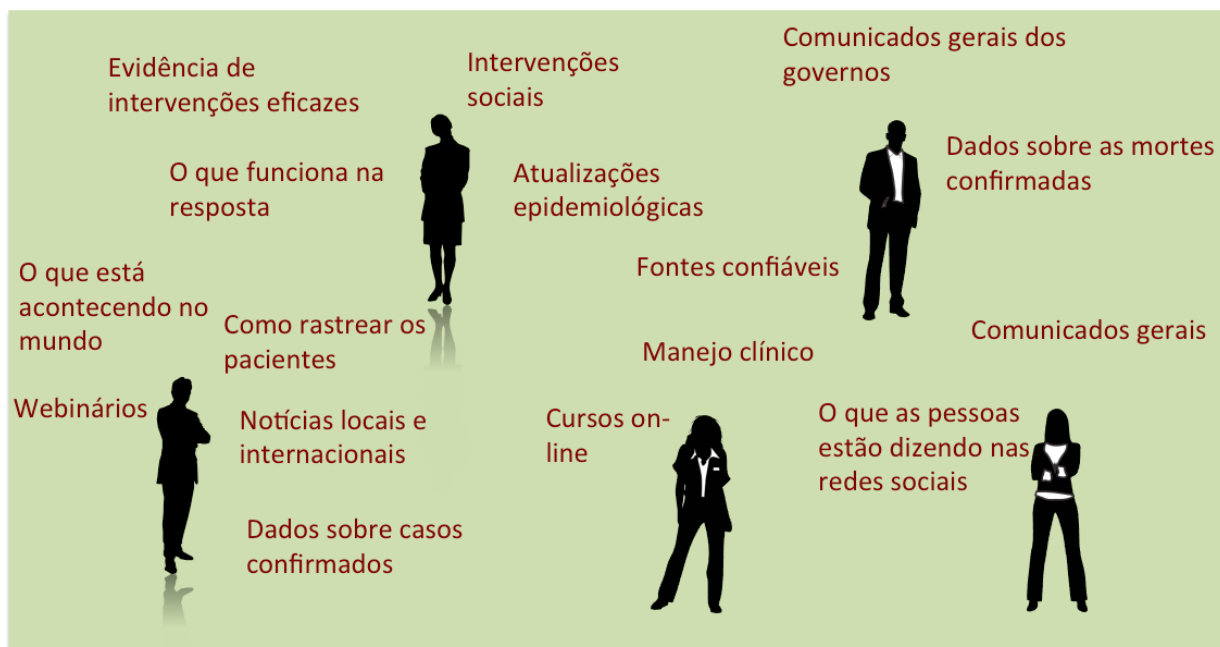 Evidência de
intervenções eficazes
Intervenções
sociais
Comunicados gerais dos
governos
O que funciona na
resposta
Atualizações
epidemiológicas
Dados sobre as mortes
confirmadas
Fontes confiáveis
O que está
acontecendo no
mundo
Como rastrear os
pacientes
Manejo clínico
Comunicados gerais
Webinários
Notícias locais e
internacionais
Cursos on-
line
O que as pessoas
estão dizendo nas
redes sociais
Dados sobre casos
confirmados